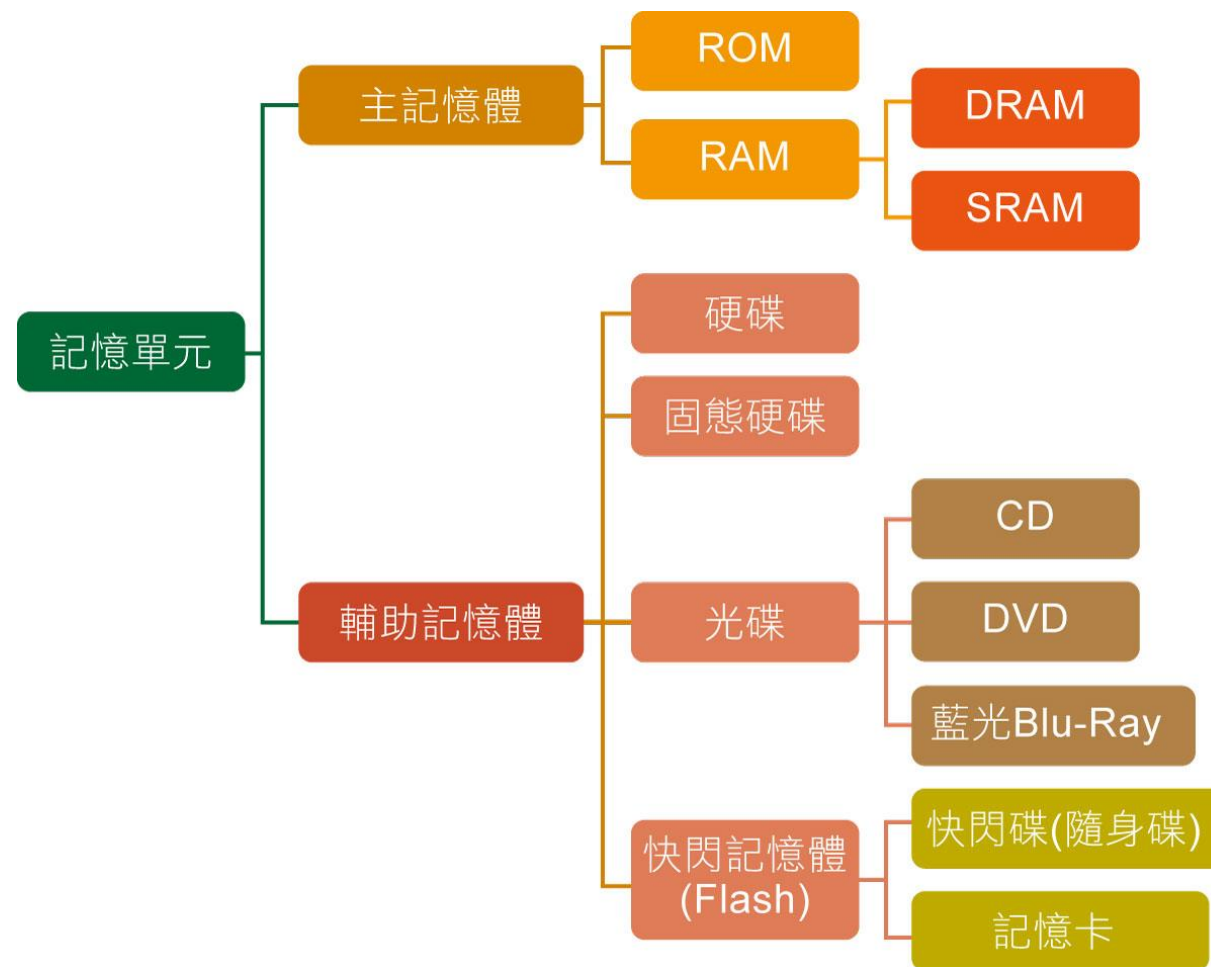 記憶單元
主記憶體
ROM
RAM
DRAM
SRAM
輔助記憶體
硬碟
固態硬碟
光碟
CD
DVD
藍光Blu-Ray
快閃記憶體
(Flash)
快閃碟(隨身碟)
記憶卡